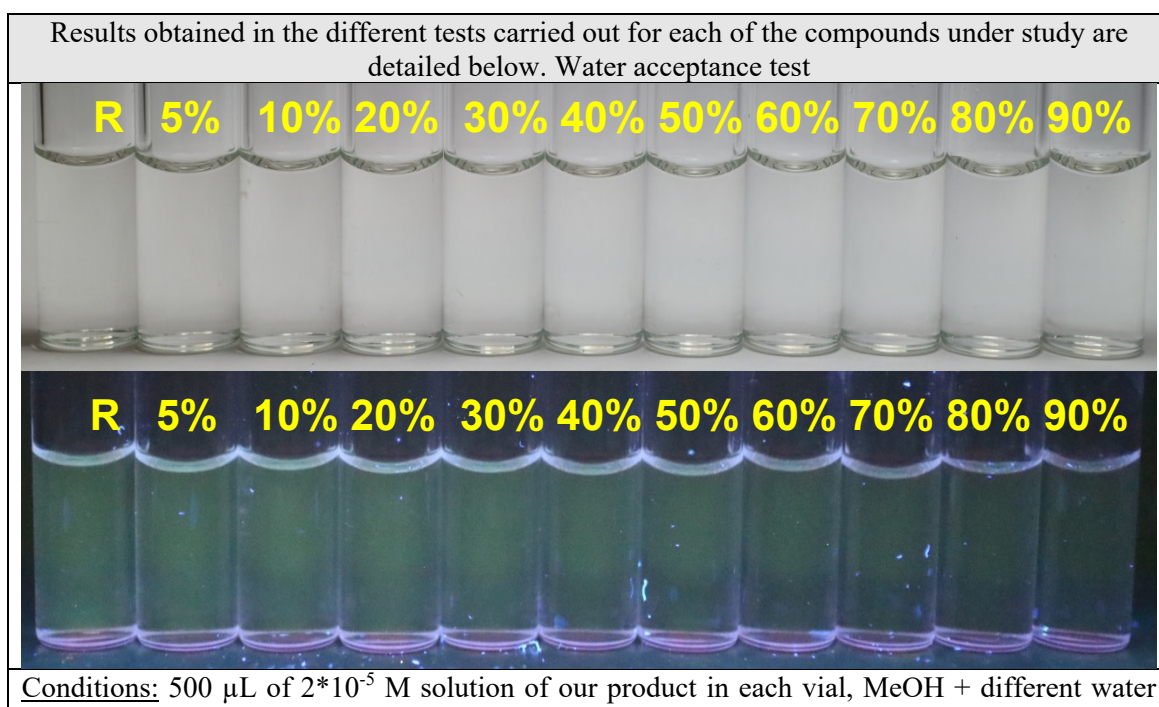 Results obtained in the different tests carried out for each of the compounds under study are
detailed below. Water acceptance test
R 5% 10% 20% 30% 40% 50% 60% 70% 80% 90%
R 5% 10% 20% 30% 40% 50% 60% 70% 80% 90%
Conditions: 500 µL of 2*10-5 M solution of our product in each vial, MeOH + different water